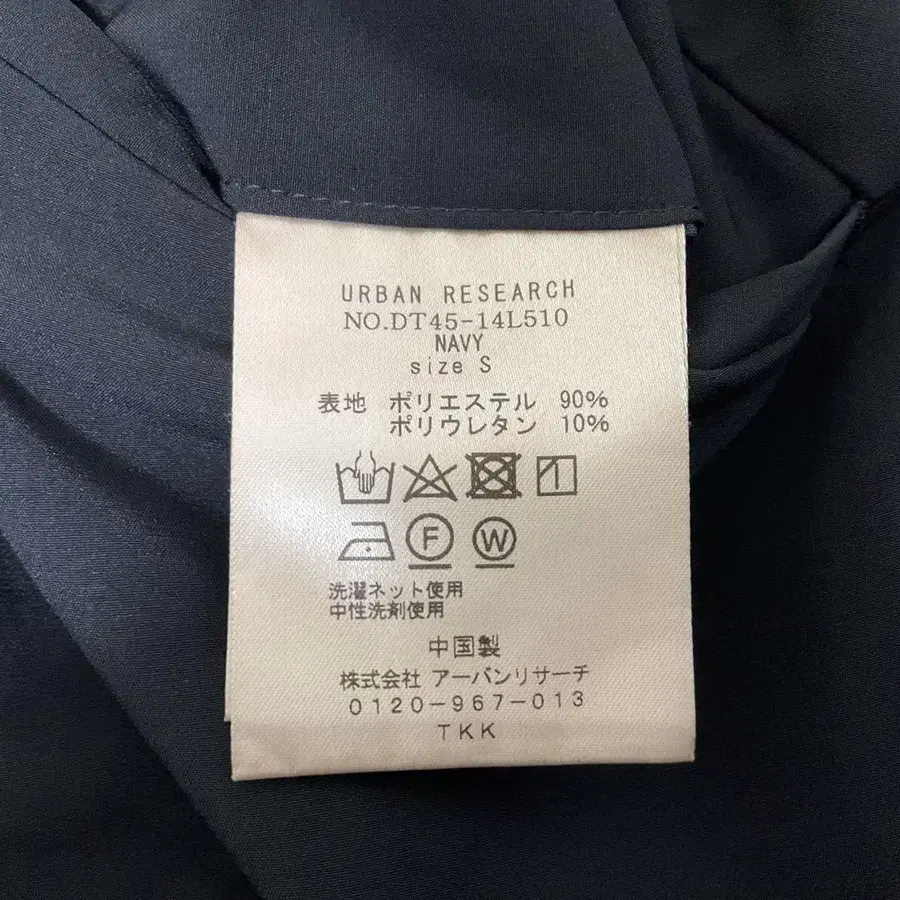 URBAN RESEARCH
NO.DT45-14L510
NAVY
size S
表地 ポリエステル 90%
ポリウレタン 10%
F W
洗濯ネット使用
中性洗剤使用
中国製
株式会社 アーバンリサーチ
0120-967-013
TKK